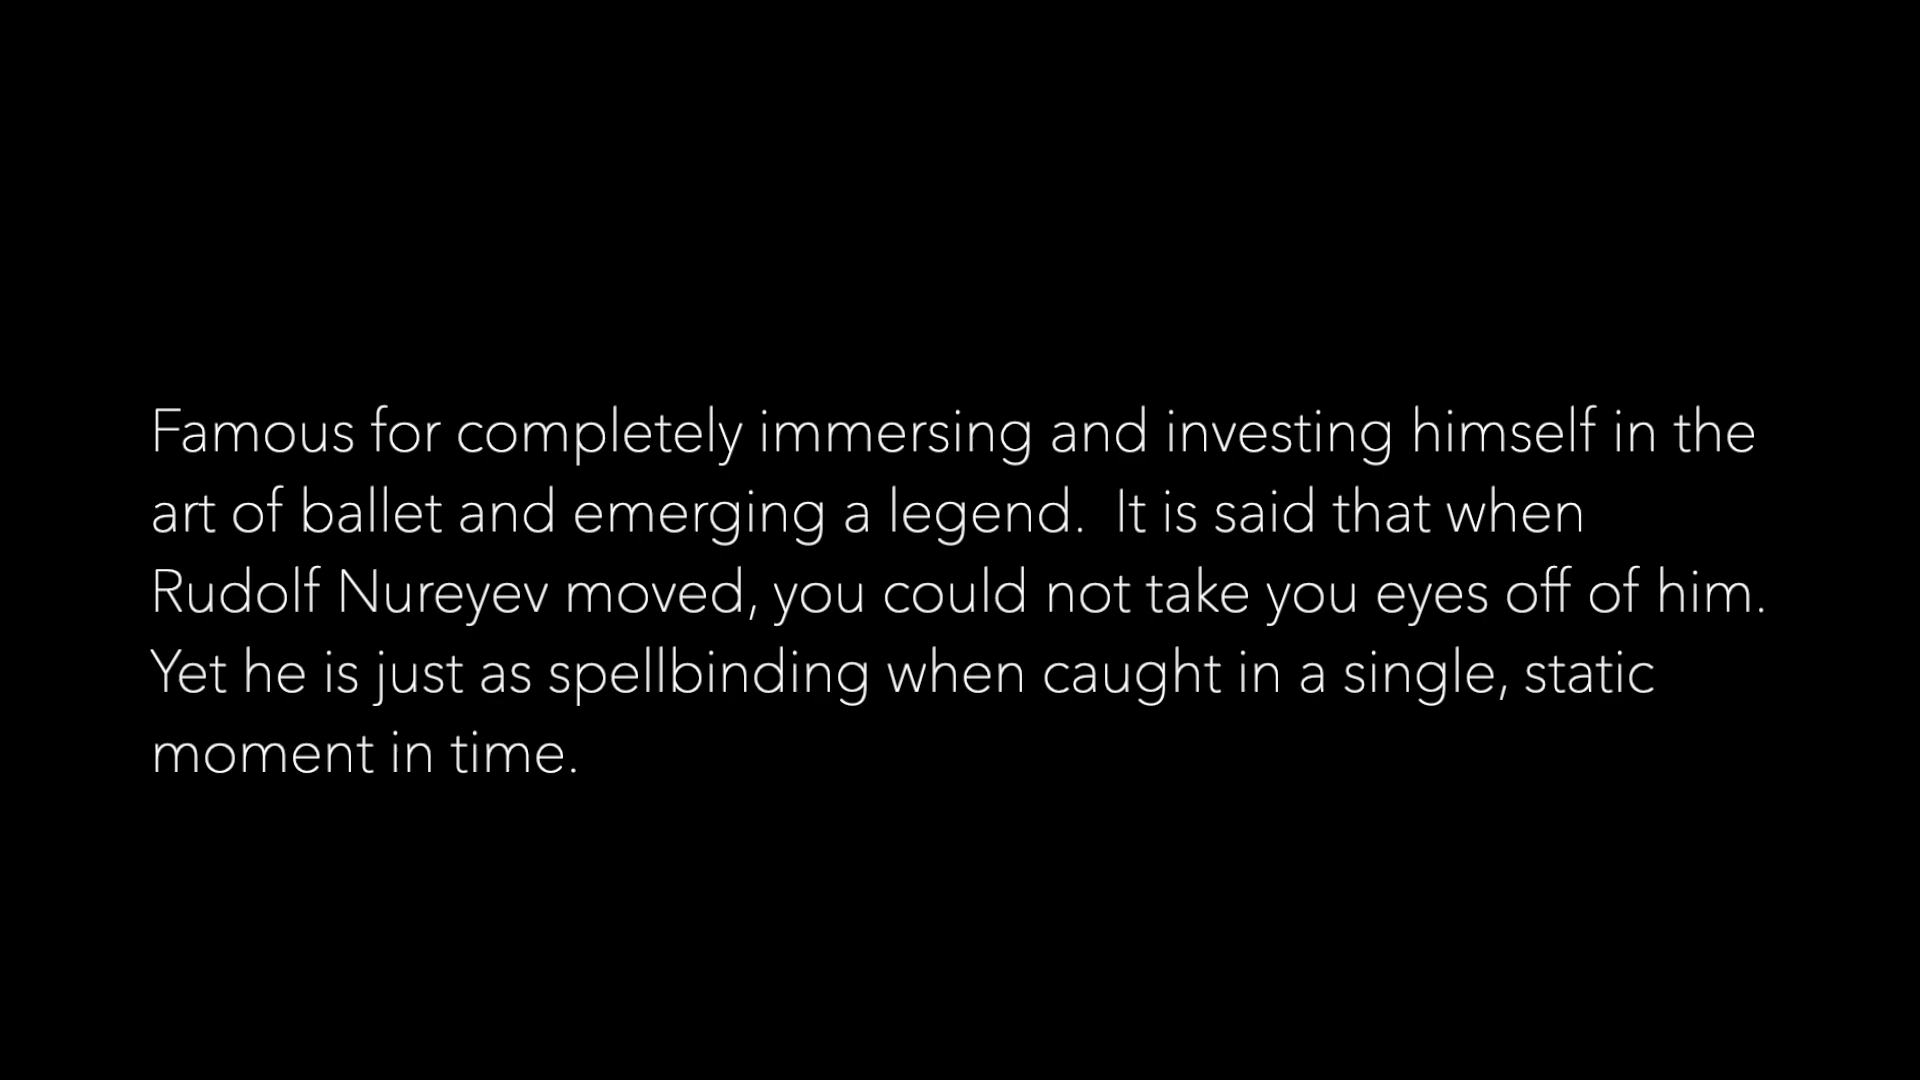 Famous for completely immersing and investing himself in the
art of ballet and emerging a legend.  It is said that when
Rudolf Nureyev moved, you could not take you eyes off of him.
Yet he is just as spellbinding when caught in a single, static
moment in time.